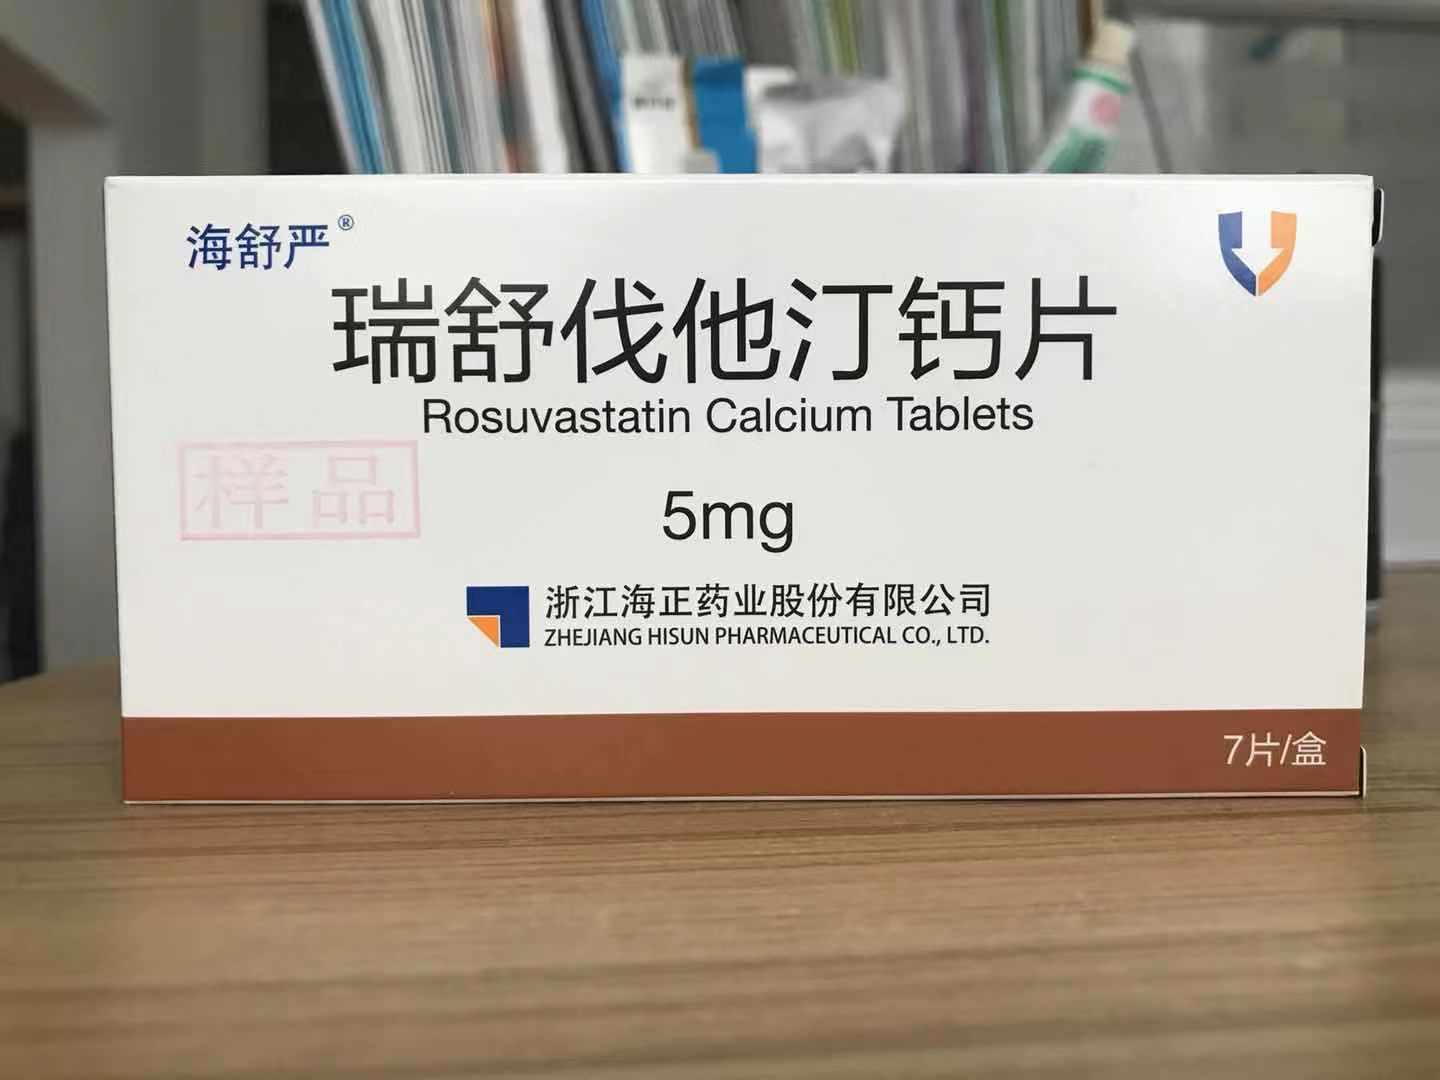 海舒严®
瑞舒伐他汀钙片
Rosuvastatin Calcium Tablets
样品
5mg
浙江海正药业股份有限公司
ZHEJIANG HISUN PHARMACEUTICAL CO., LTD.
7片/盒